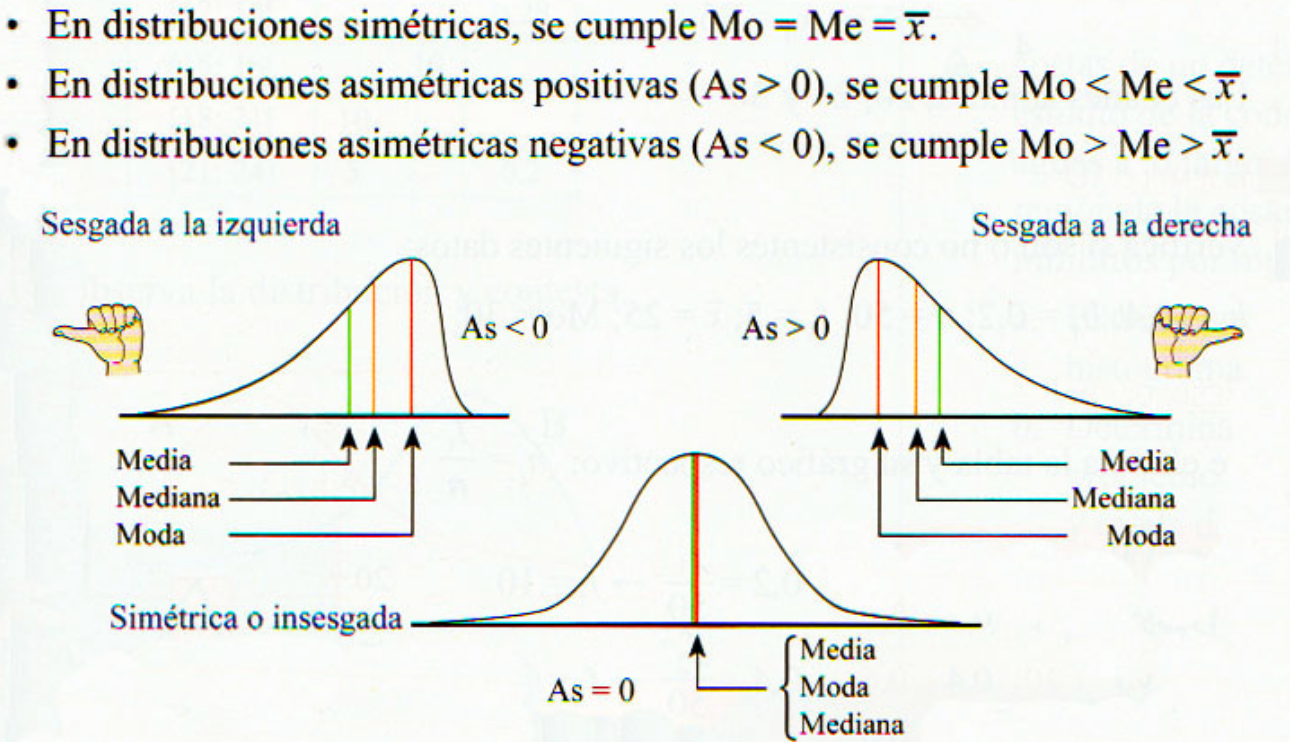 • En distribuciones simétricas, se cumple Mo = Me = x̅.
• En distribuciones asimétricas positivas (As > 0), se cumple Mo < Me < x̅.
• En distribuciones asimétricas negativas (As < 0), se cumple Mo > Me > x̅.
Sesgada a la izquierda
As < 0
Media
Mediana
Moda
Sesgada a la derecha
As > 0
Media
Mediana
Moda
Simétrica o insesgada
As = 0
Media
Moda
Mediana